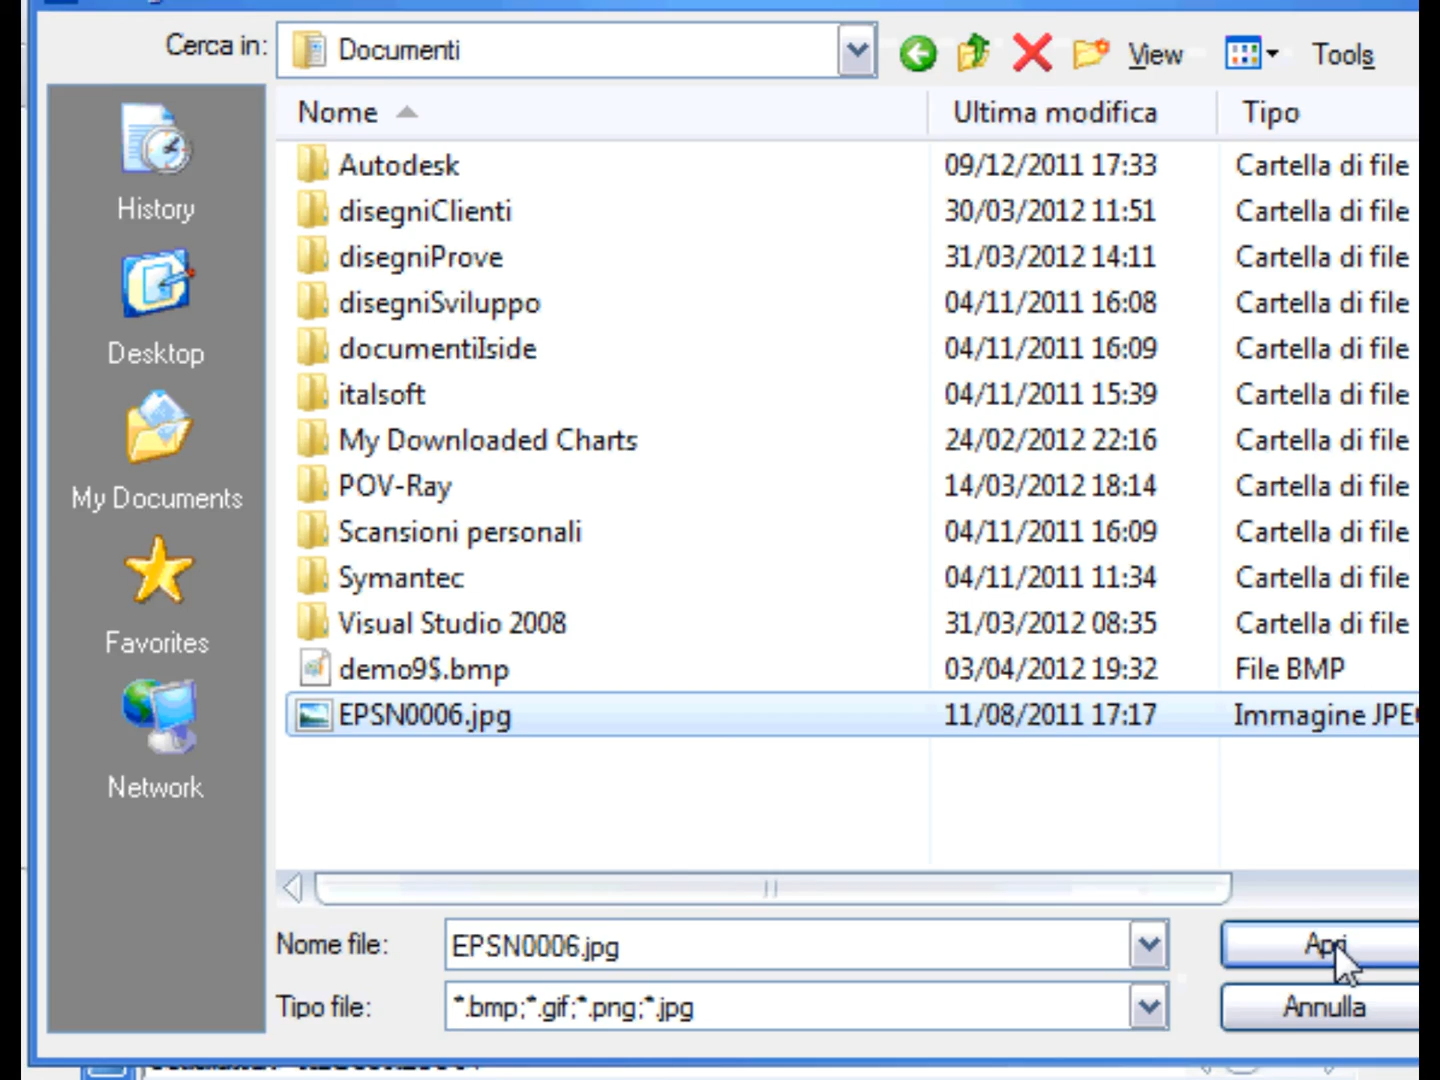 Cerca in: Documenti View Tools
Nome Ultima modifica Tipo
Autodesk 09/12/2011 17:33 Cartella di file
disegniClienti 30/03/2012 11:51 Cartella di file
disegniProve 31/03/2012 14:11 Cartella di file
disegniSviluppo 04/11/2011 16:08 Cartella di file
documentiIside 04/11/2011 16:09 Cartella di file
italsoft 04/11/2011 15:39 Cartella di file
My Downloaded Charts 24/02/2012 22:16 Cartella di file
POV-Ray 14/03/2012 18:14 Cartella di file
Scansioni personali 04/11/2011 16:09 Cartella di file
Symantec 04/11/2011 11:34 Cartella di file
Visual Studio 2008 31/03/2012 08:35 Cartella di file
demo9$.bmp 03/04/2012 19:32 File BMP
EPSN0006.jpg 11/08/2011 17:17 Immagine JPE
History
Desktop
My Documents
Favorites
Network
Nome file: EPSN0006.jpg Apri
Tipo file: *.bmp;*.gif;*.png;*.jpg Annulla